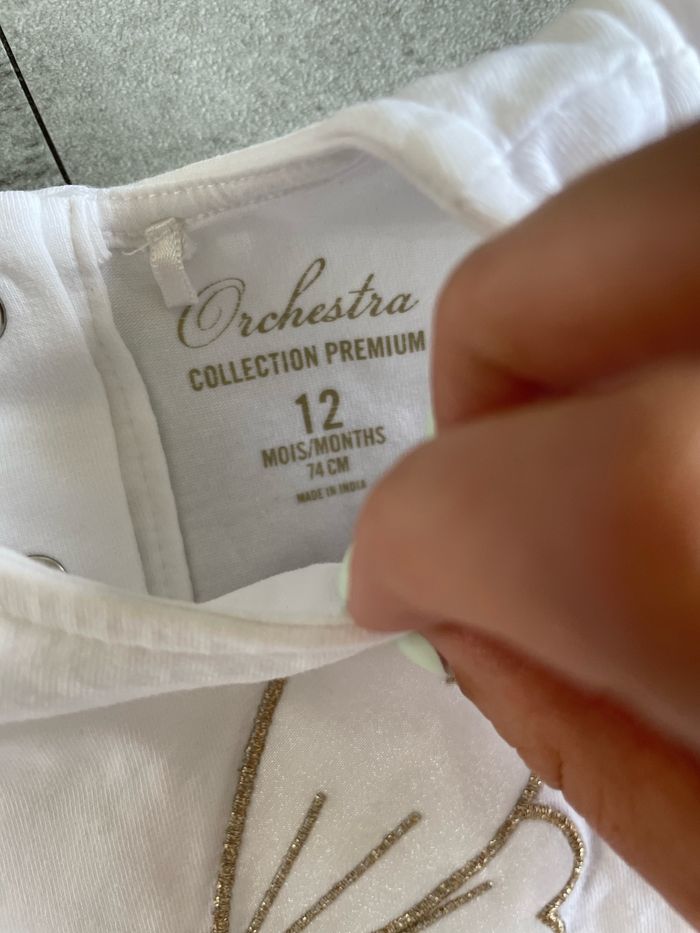 Orchestra
COLLECTION PREMIUM
12
MOIS/MONTHS
74 CM
MADE IN INDIA